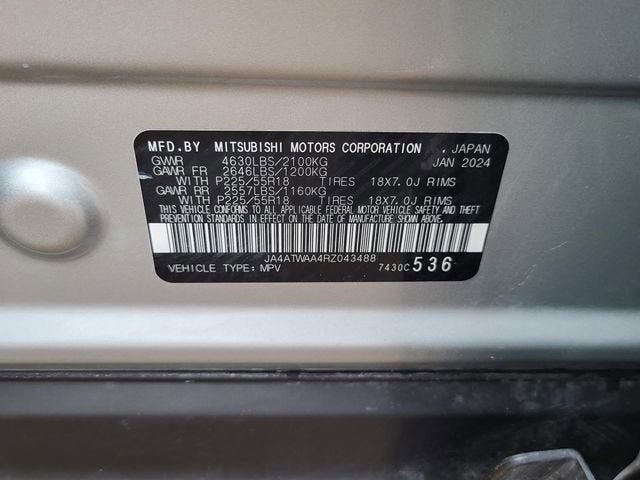 MFD.BY MITSUBISHI MOTORS CORPORATION , JAPAN
GVWR 4630LBS/2100KG JAN 2024
GAWR FR 2646LBS/1200KG
WITH P225/55R18 TIRES 18X7.0J RIMS
GAWR RR 2557LBS/1160KG
WITH P225/55R18 TIRES 18X7.0J RIMS
THIS VEHICLE CONFORMS TO ALL APPLICABLE FEDERAL MOTOR VEHICLE SAFETY AND THEFT
PREVENTION STANDARDS IN EFFECT ON THE DATE OF MANUFACTURE SHOWN ABOVE.
JA4ATWAA4RZ043488
VEHICLE TYPE:MPV 7430C 536